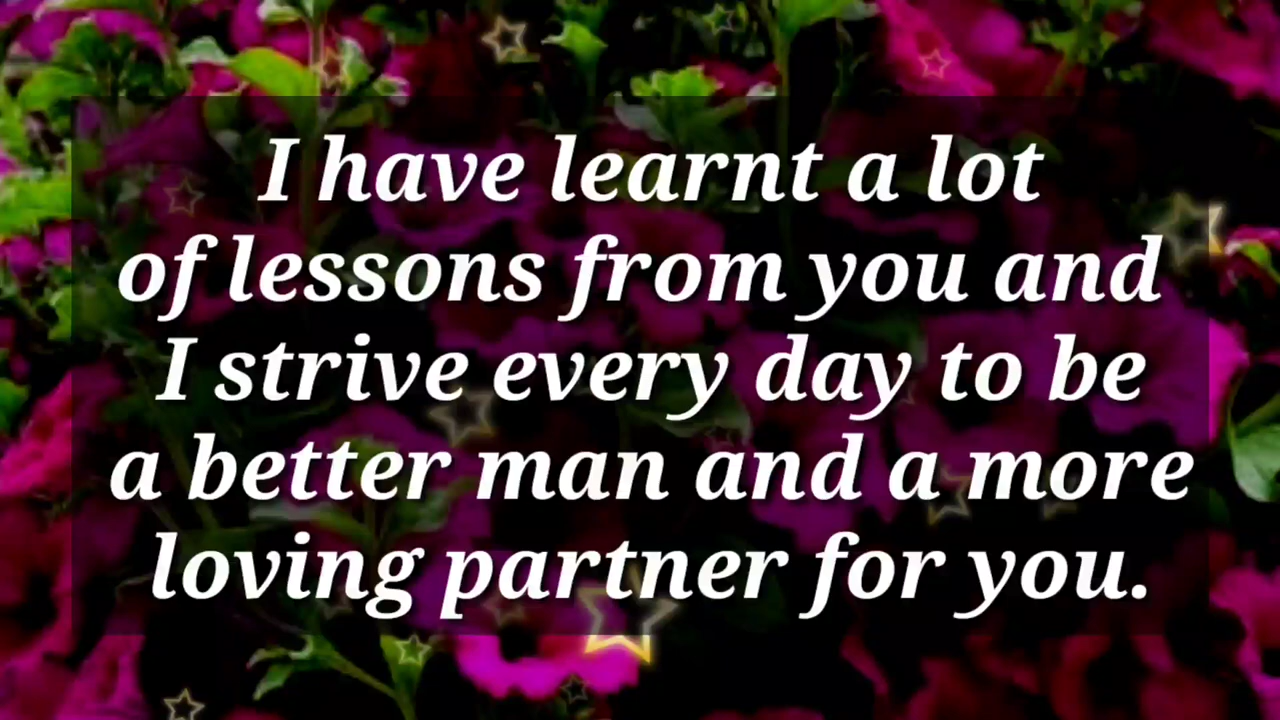 I have learnt a lot
of lessons from you and
I strive every day to be
a better man and a more
loving partner for you.